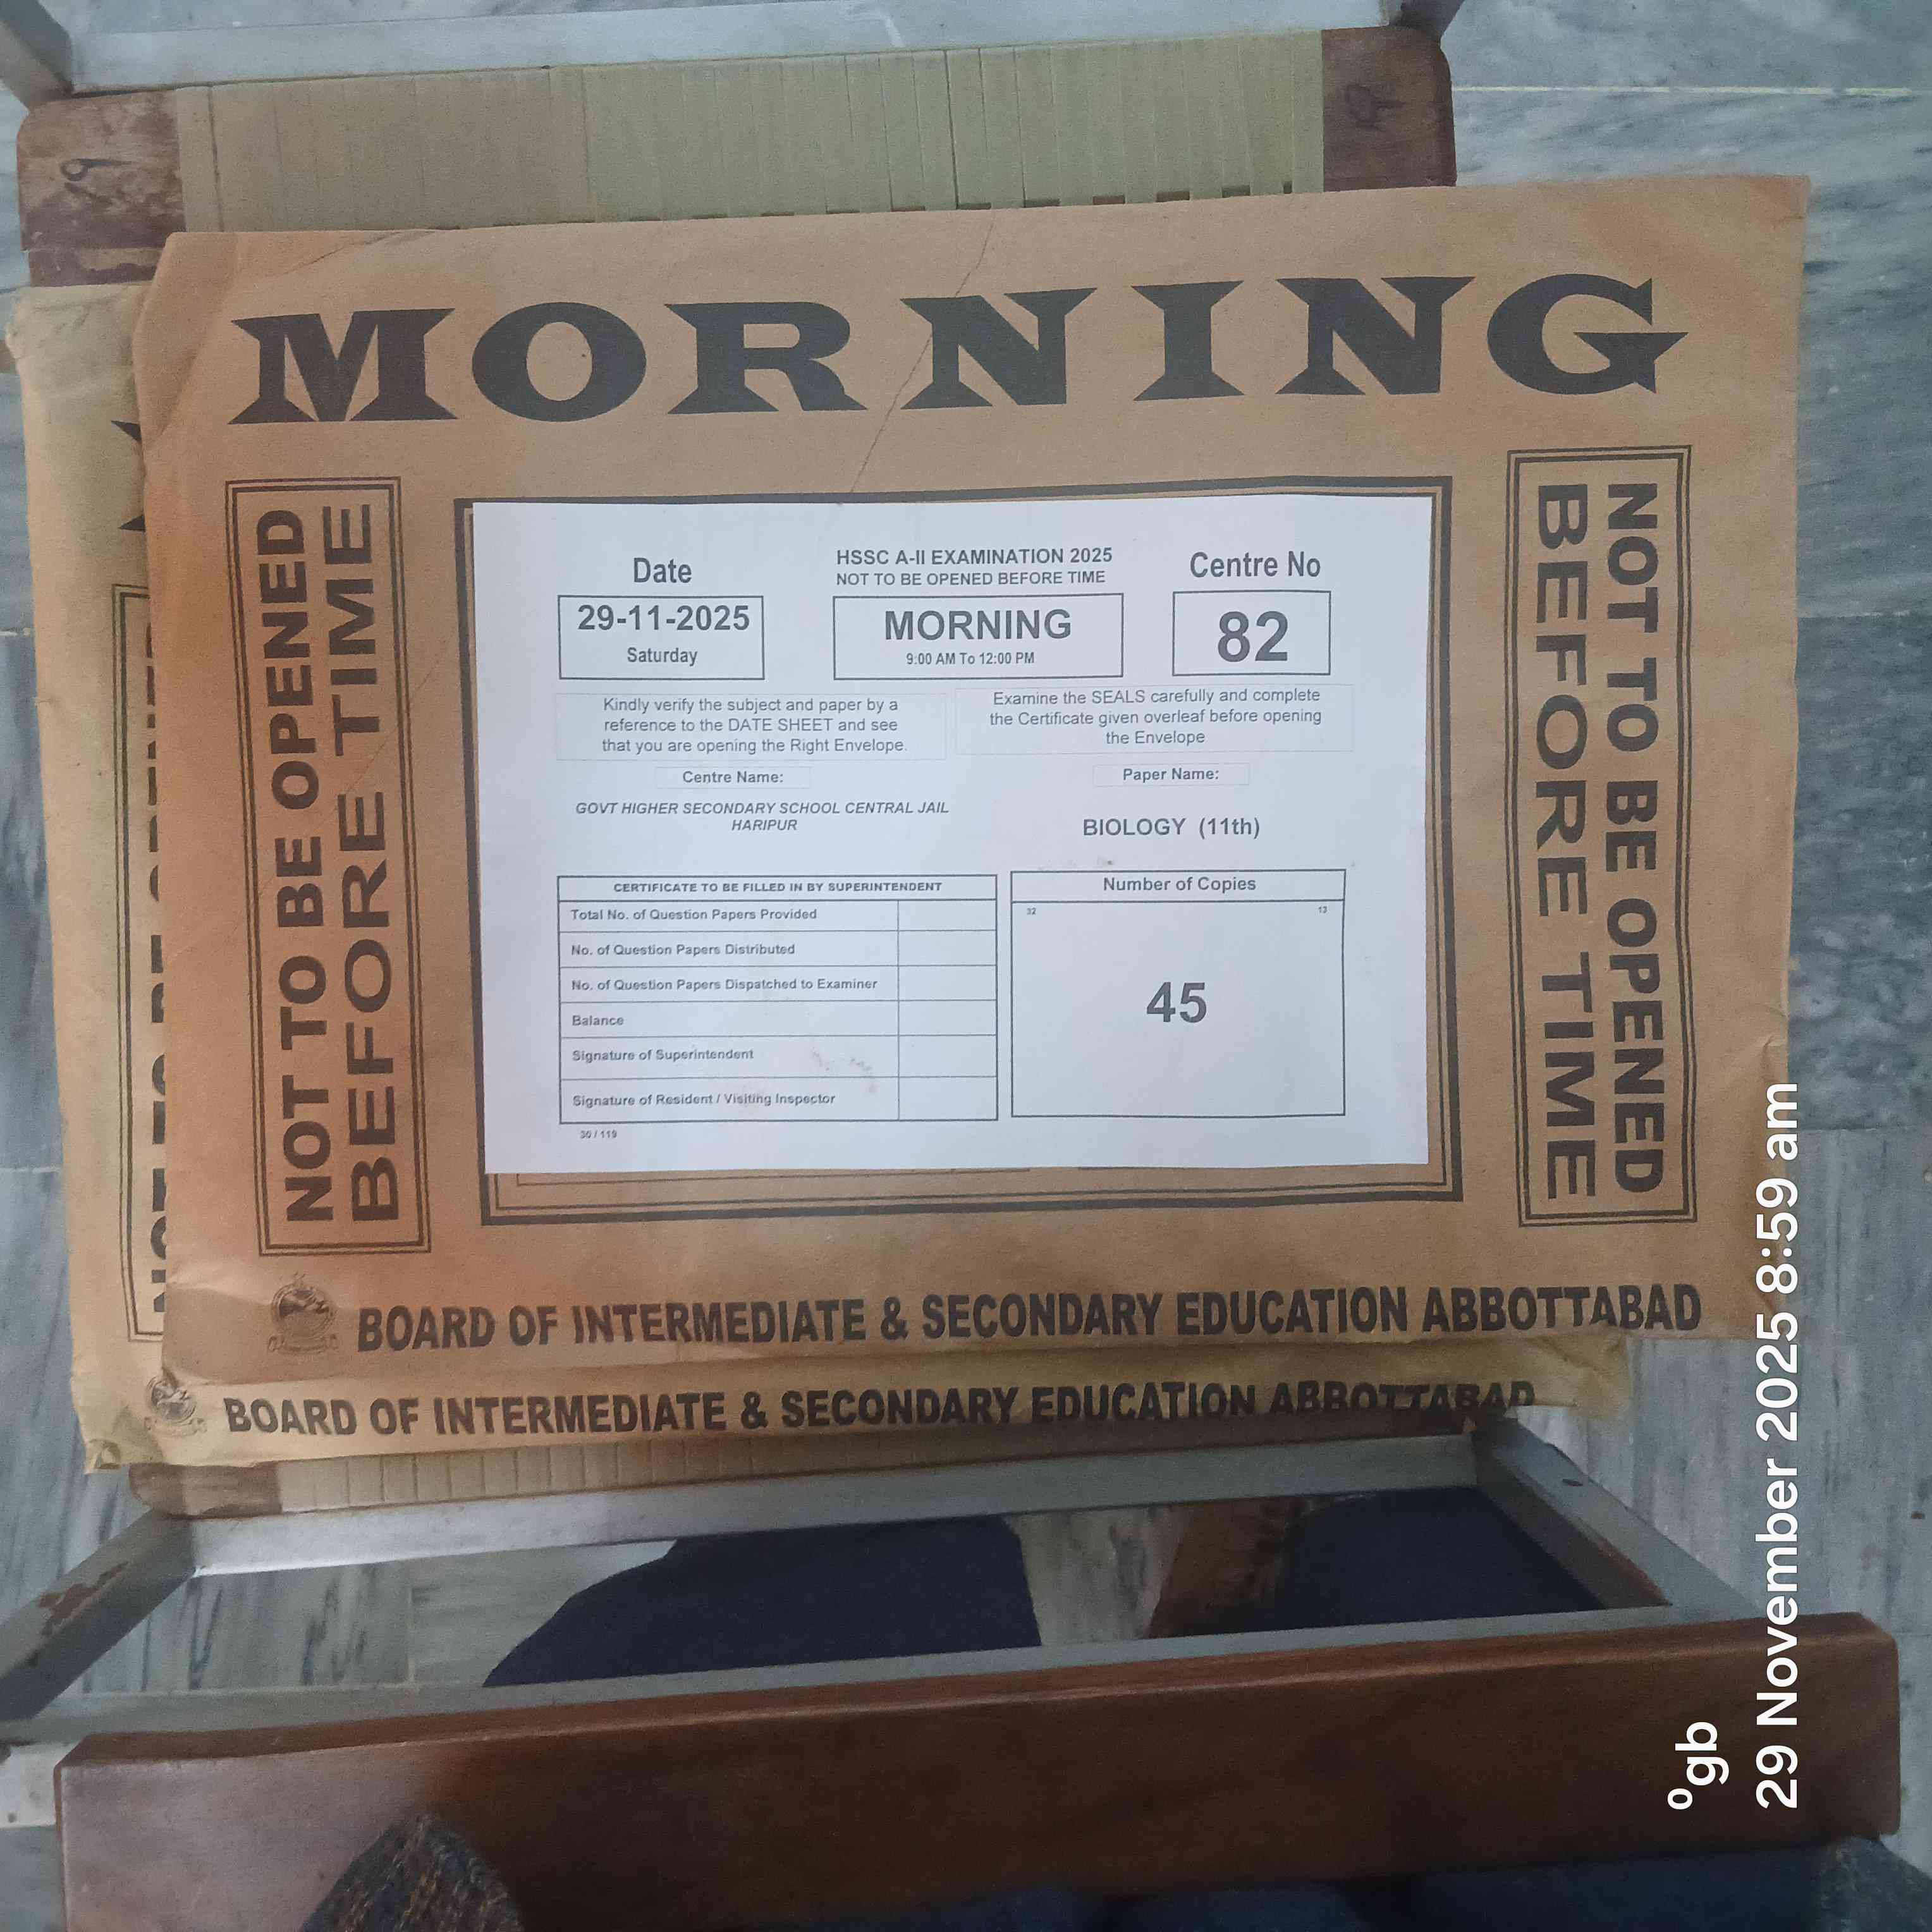 MORNING
NOT TO BE OPENED
BEFORE TIME
Date
29-11-2025
Saturday
HSSC A-II EXAMINATION 2025
NOT TO BE OPENED BEFORE TIME
MORNING
9:00 AM To 12:00 PM
Centre No
82
Kindly verify the subject and paper by a
reference to the DATE SHEET and see
that you are opening the Right Envelope.
Examine the SEALS carefully and complete
the Certificate given overleaf before opening
the Envelope
Centre Name:
GOVT HIGHER SECONDARY SCHOOL CENTRAL JAIL
HARIPUR
Paper Name:
BIOLOGY (11th)
CERTIFICATE TO BE FILLED IN BY SUPERINTENDENT
Total No. of Question Papers Provided
No. of Question Papers Distributed
No. of Question Papers Dispatched to Examiner
Balance
Signature of Superintendent
Signature of Resident / Visiting Inspector
30 / 119
Number of Copies
32 13
45
NOT TO BE OPENED
BEFORE TIME
BOARD OF INTERMEDIATE & SECONDARY EDUCATION ABBOTTABAD
BOARD OF INTERMEDIATE & SECONDARY EDUCATION ABBOTTABAD
ºgb
29 November 2025 8:59 am